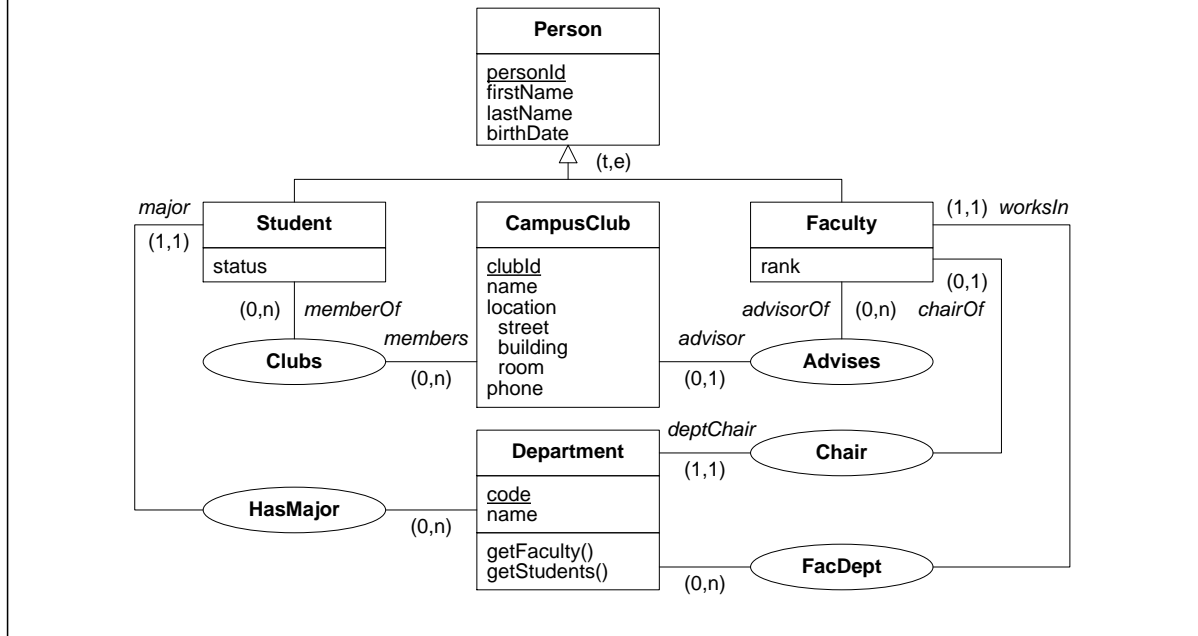 Person
personId
firstName
lastName
birthDate
(t,e)
major
(1,1)
Student
status
CampusClub
clubId
name
location
street
building
room
phone
Faculty
rank
(1,1) worksIn
(0,1)
chairOf
(0,n)
memberOf
members
(0,n)
Clubs
advisor
(0,1)
advisorOf
(0,n)
Advises
deptChair
(1,1)
Chair
Department
code
name
getFaculty()
getStudents()
HasMajor
(0,n)
(0,n)
FacDept